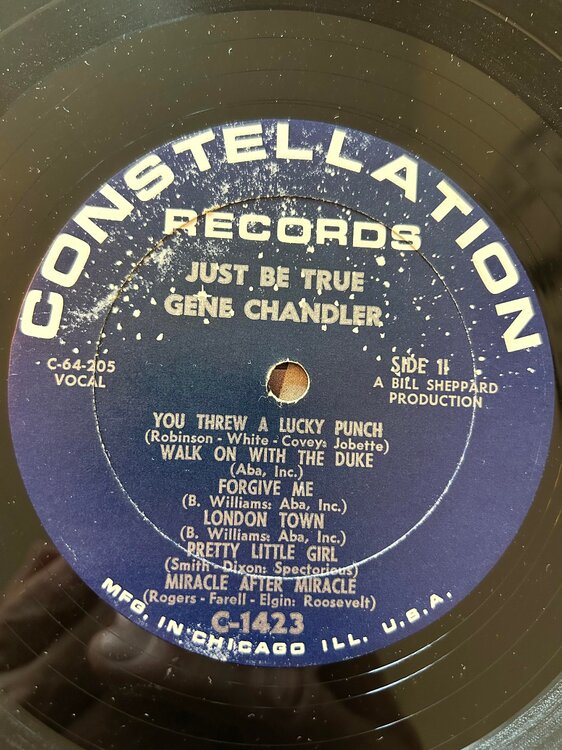 CONSTELLATION
RECORDS
JUST BE TRUE
GENE CHANDLER
C-64-205
VOCAL
SIDE 11
A BILL SHEPPARD
PRODUCTION
YOU THREW A LUCKY PUNCH
(Robinson - White - Covey: Jobette)
WALK ON WITH THE DUKE
(Aba, Inc.)
FORGIVE ME
(B. Williams: Aba, Inc.)
LONDON TOWN
(B. Williams: Aba, Inc.)
PRETTY LITTLE GIRL
(Smith - Dixon: Spectorious)
MIRACLE AFTER MIRACLE
(Rogers - Farell - Elgin: Roosevelt)
C-1423
MFG. IN CHICAGO ILL. U.S.A.